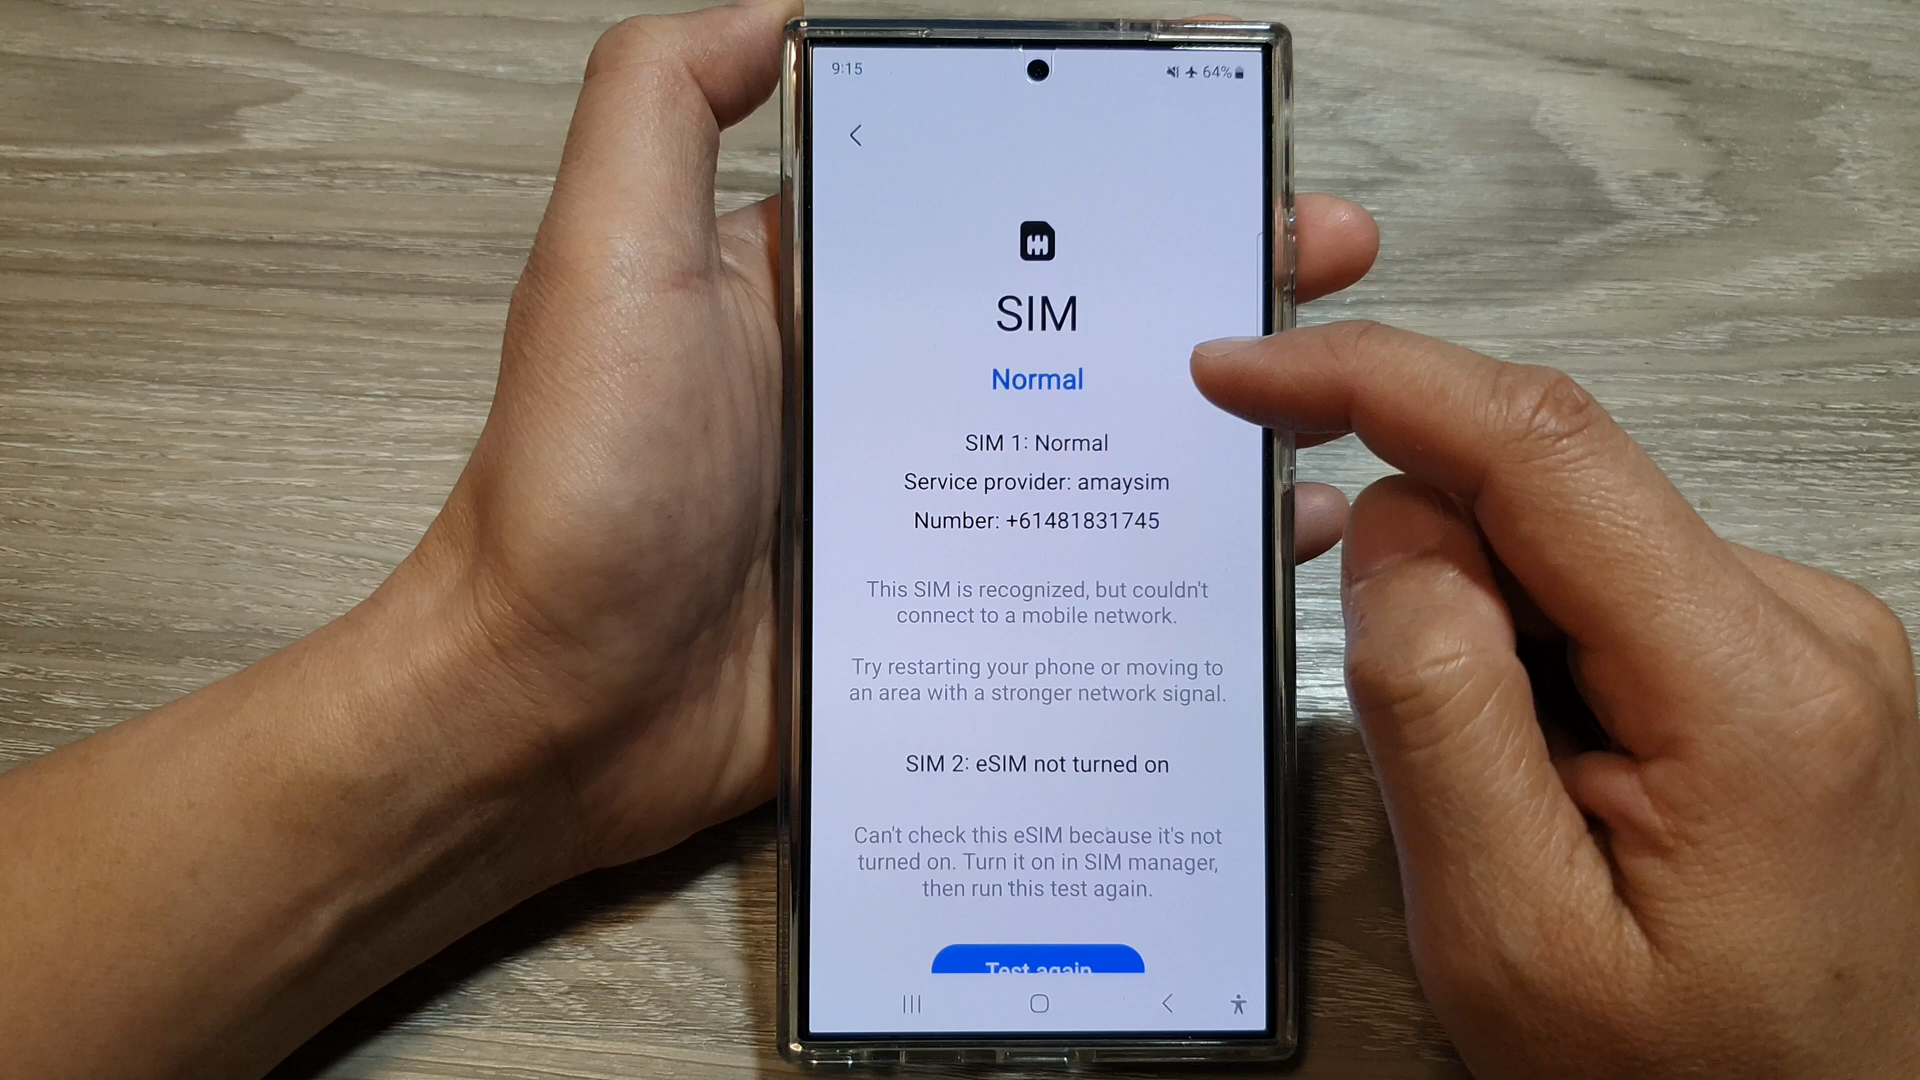 9:15
64%
SIM
Normal
SIM 1: Normal
Service provider: amaysim
Number: +61481831745
This SIM is recognized, but couldn't
connect to a mobile network.
Try restarting your phone or moving to
an area with a stronger network signal.
SIM 2: eSIM not turned on
Can't check this eSIM because it's not
turned on. Turn it on in SIM manager,
then run this test again.
Test again